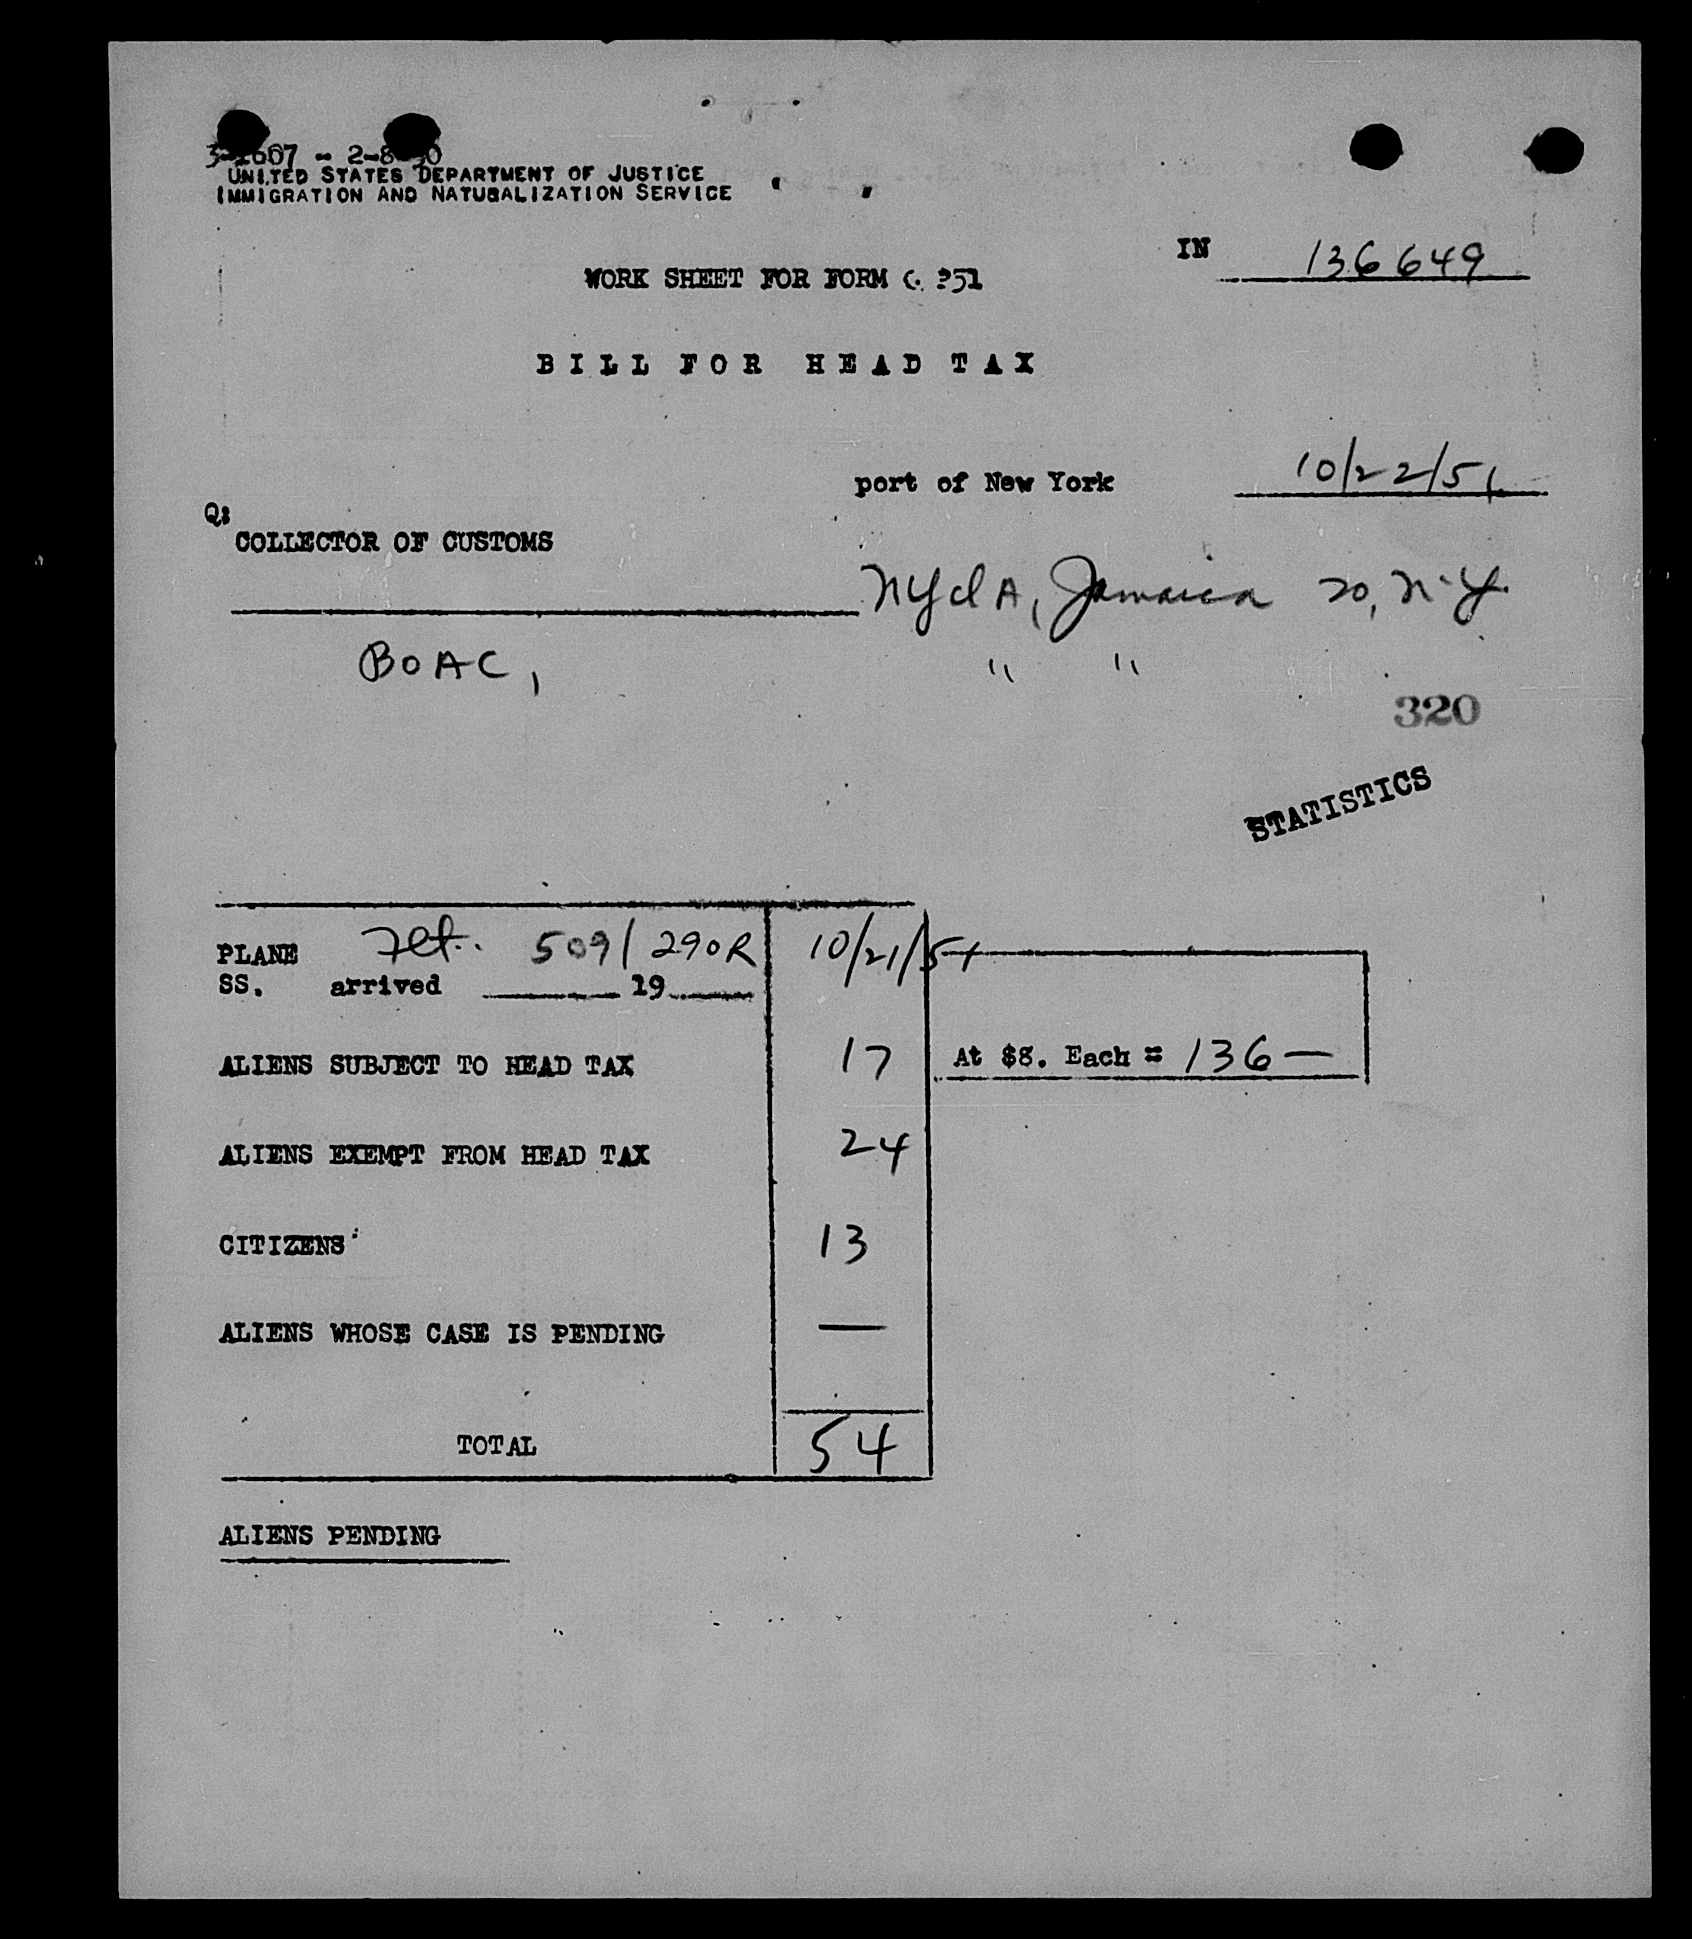 UNITED STATES DEPARTMENT OF JUSTICE
IMMIGRATION AND NATURALIZATION SERVICE
IN 136649
WORK SHEET FOR FORM 351
BILL FOR HEAD TAX
port of New York 10/22/51
COLLECTOR OF CUSTOMS
Jamaica 20, N.Y.
BOAC, " "
320
STATISTICS
PLANE Flt. 509/290R 10/21/51
SS. arrived 19
ALIENS SUBJECT TO HEAD TAX 17 At $8. Each = 136—
ALIENS EXEMPT FROM HEAD TAX 24
CITIZENS 13
ALIENS WHOSE CASE IS PENDING —
TOTAL 54
ALIENS PENDING